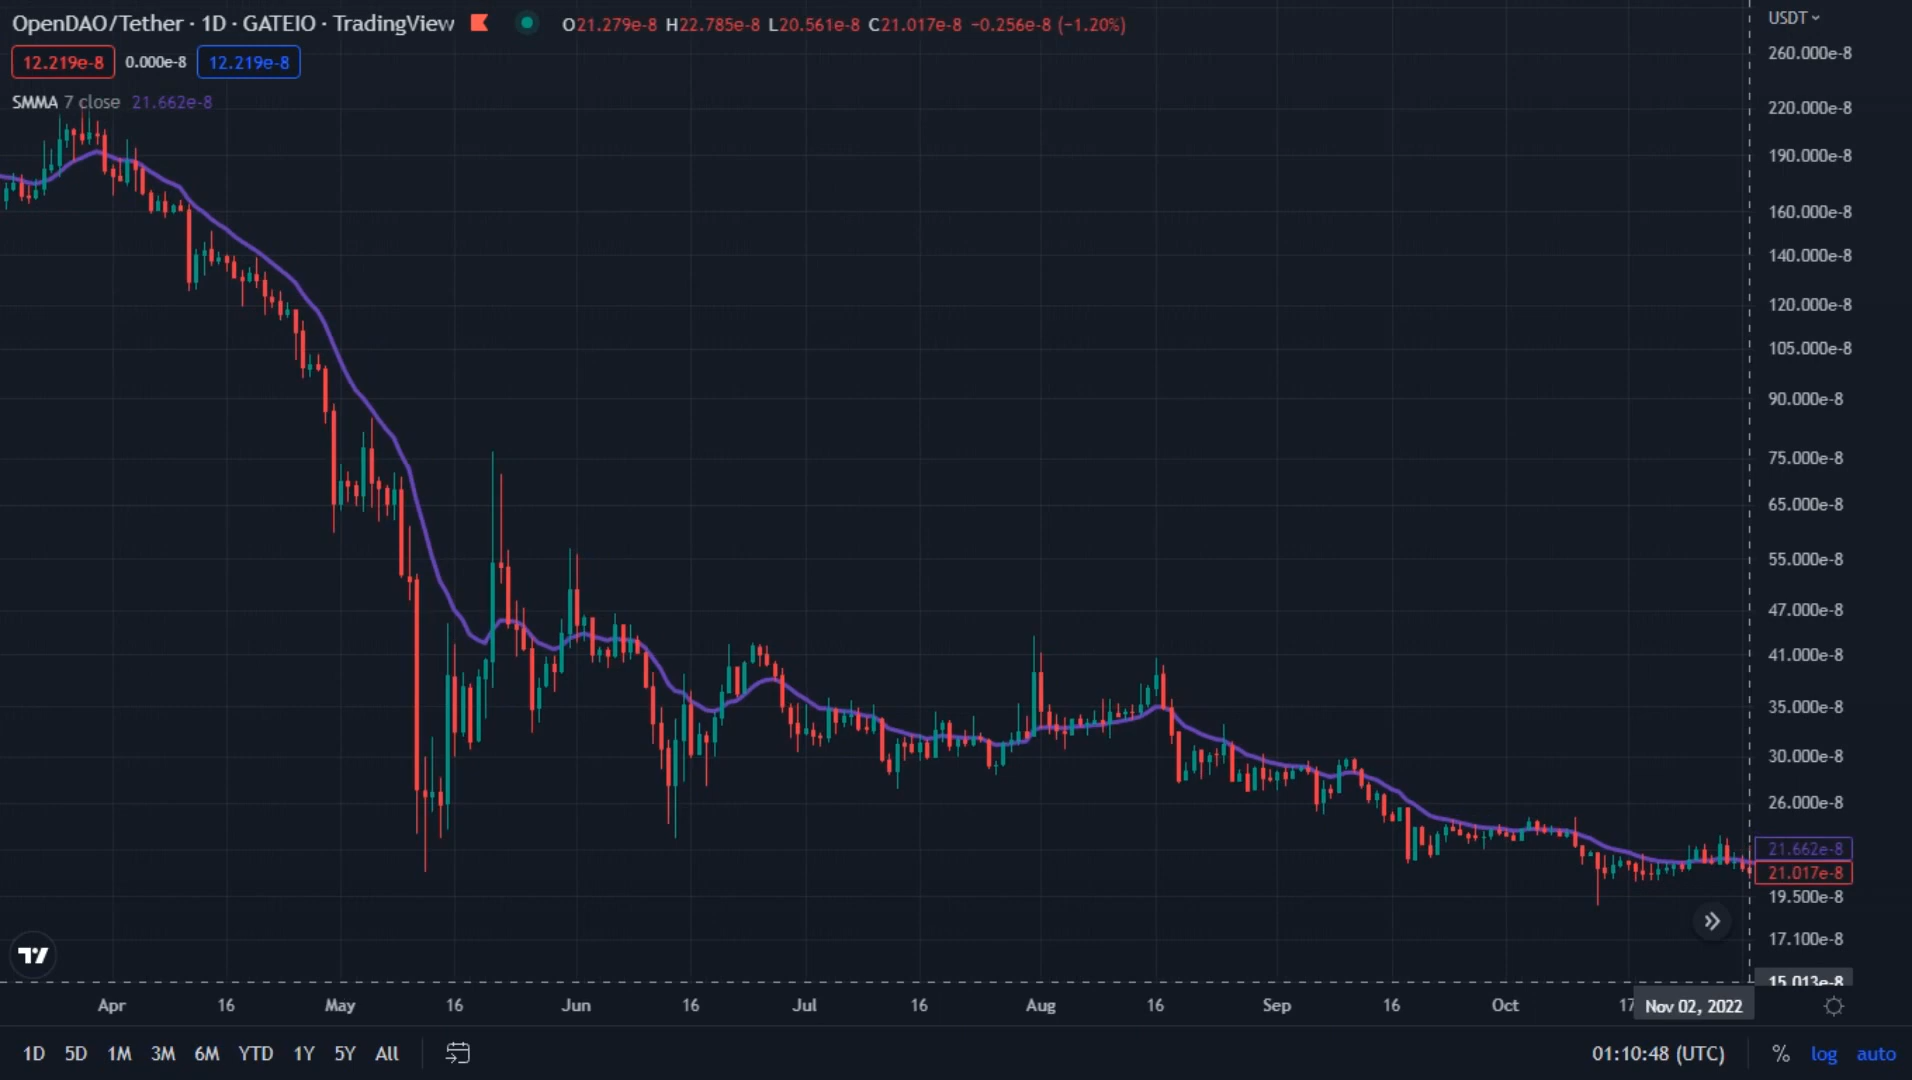 OpenDAO/Tether · 1D · GATEIO · TradingView O21.279e-8 H22.785e-8 L20.561e-8 C21.017e-8 −0.256e-8 (−1.20%)
USDT
12.219e-8 0.000e-8 12.219e-8
SMMA 7 close 21.662e-8
260.000e-8
220.000e-8
190.000e-8
160.000e-8
140.000e-8
120.000e-8
105.000e-8
90.000e-8
75.000e-8
65.000e-8
55.000e-8
47.000e-8
41.000e-8
35.000e-8
30.000e-8
26.000e-8
21.662e-8
21.017e-8
19.500e-8
17.100e-8
15.013e-8
Apr 16 May 16 Jun 16 Jul 16 Aug 16 Sep 16 Oct 17 Nov 02, 2022
1D 5D 1M 3M 6M YTD 1Y 5Y All 01:10:48 (UTC) % log auto